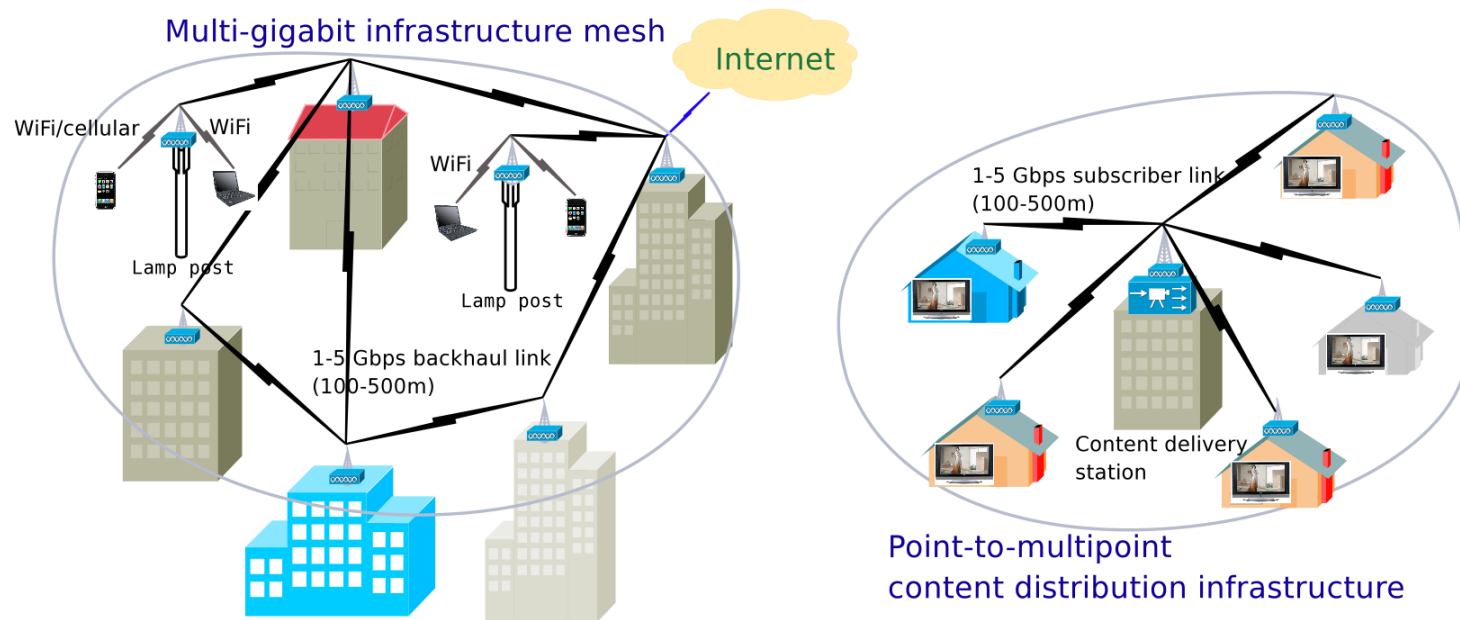 Multi-gigabit infrastructure mesh
Internet
WiFi/cellular
WiFi
WiFi
Lamp post
Lamp post
1-5 Gbps backhaul link
(100-500m)
1-5 Gbps subscriber link
(100-500m)
Content delivery
station
Point-to-multipoint
content distribution infrastructure